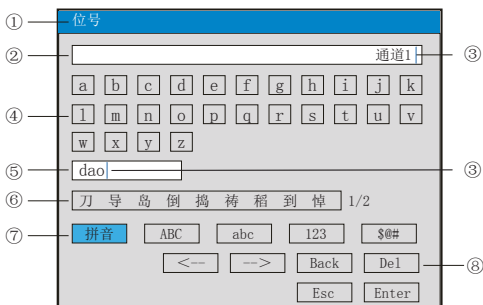 ① 位号
② 通道1 ③
a b c d e f g h i j k
④ l m n o p q r s t u v
w x y z
⑤ dao ③
⑥ 刀 导 岛 倒 捣 祷 稻 到 悼 1/2
⑦ 拼音 ABC abc 123 $@#
<-- --> Back Del ⑧
Esc Enter